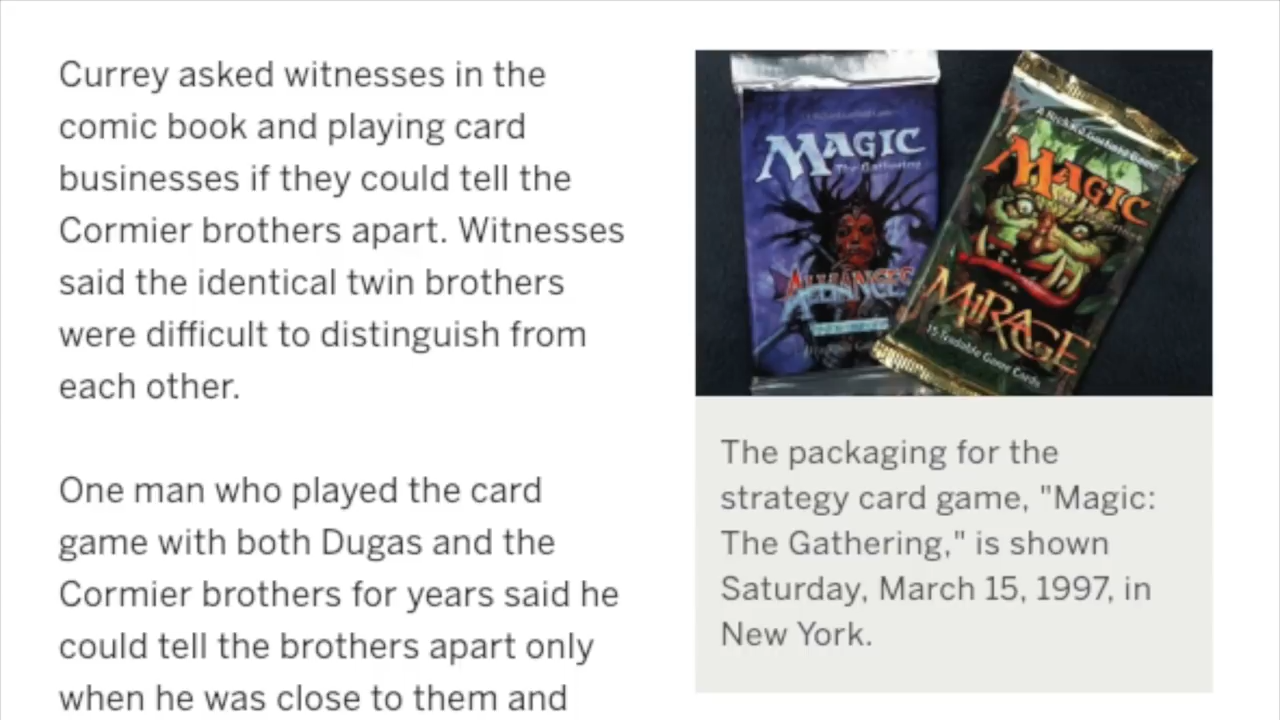 Currey asked witnesses in the
comic book and playing card
businesses if they could tell the
Cormier brothers apart. Witnesses
said the identical twin brothers
were difficult to distinguish from
each other.
One man who played the card
game with both Dugas and the
Cormier brothers for years said he
could tell the brothers apart only
when he was close to them and
MAGIC
The Gathering
ALLIANCES
A Richard Garfield Game
MAGIC
MIRAGE
15 Tradable Game Cards
The packaging for the
strategy card game, "Magic:
The Gathering," is shown
Saturday, March 15, 1997, in
New York.